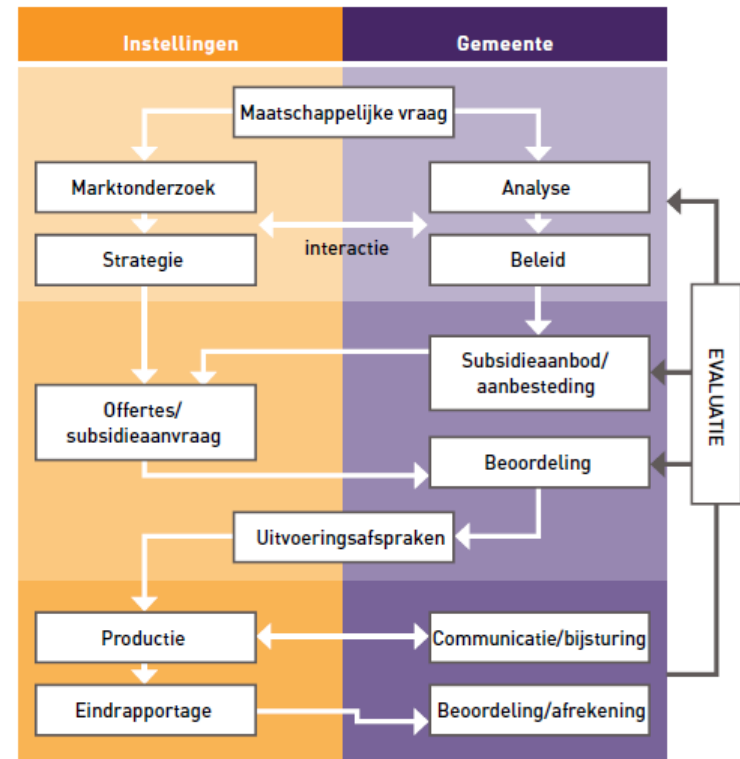 Instellingen
Gemeente
Maatschappelijke vraag
Marktonderzoek
Analyse
interactie
Strategie
Beleid
Subsidieaanbod/
aanbesteding
Offertes/
subsidieaanvraag
Beoordeling
Uitvoeringsafspraken
Productie
Communicatie/bijsturing
Eindrapportage
Beoordeling/afrekening
EVALUATIE